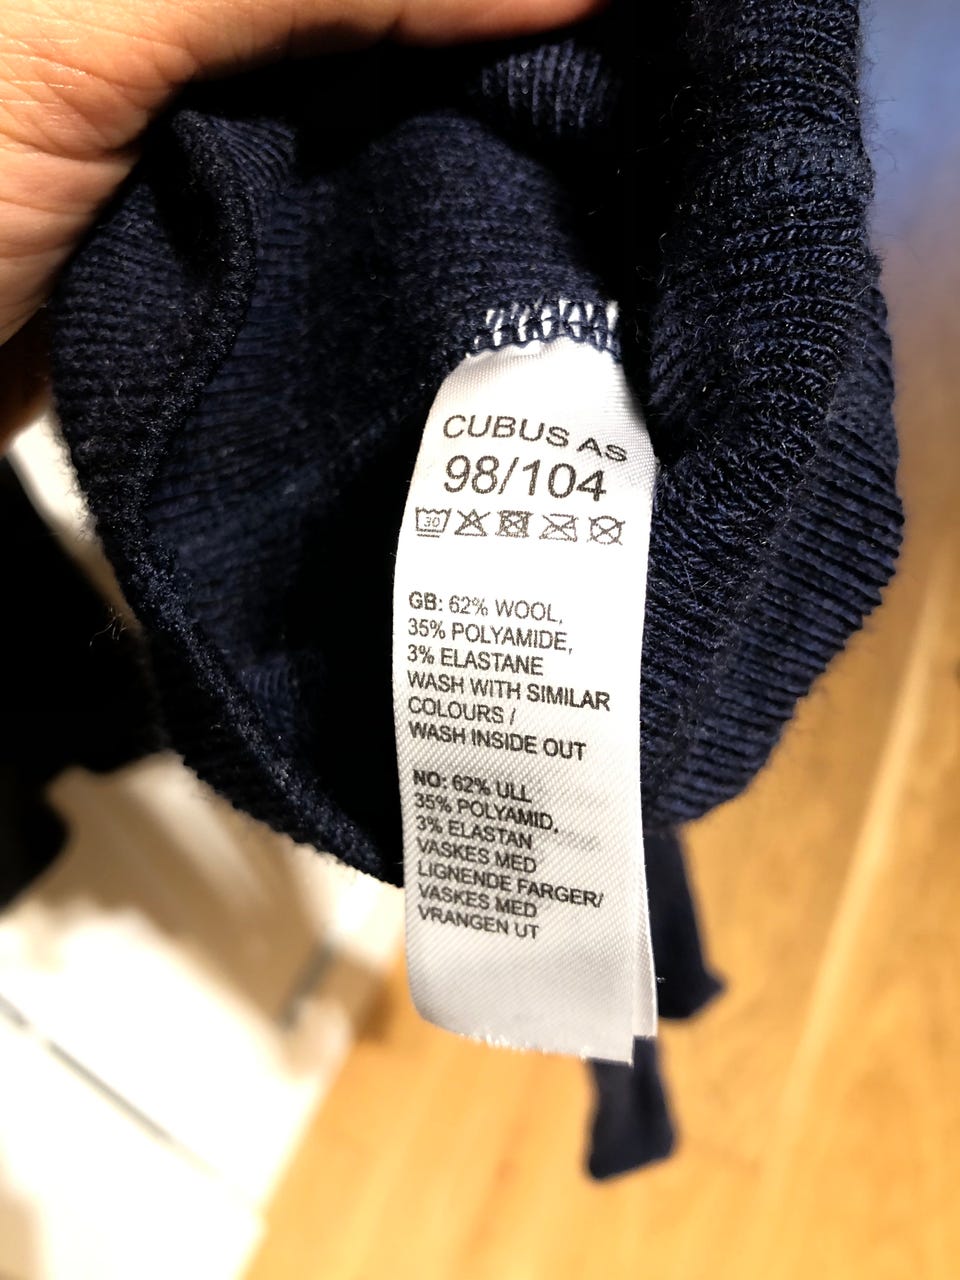 CUBUS AS
98/104
30
GB: 62% WOOL,
35% POLYAMIDE,
3% ELASTANE
WASH WITH SIMILAR
COLOURS /
WASH INSIDE OUT
NO: 62% ULL
35% POLYAMID,
3% ELASTAN
VASKES MED
LIGNENDE FARGER/
VASKES MED
VRANGEN UT